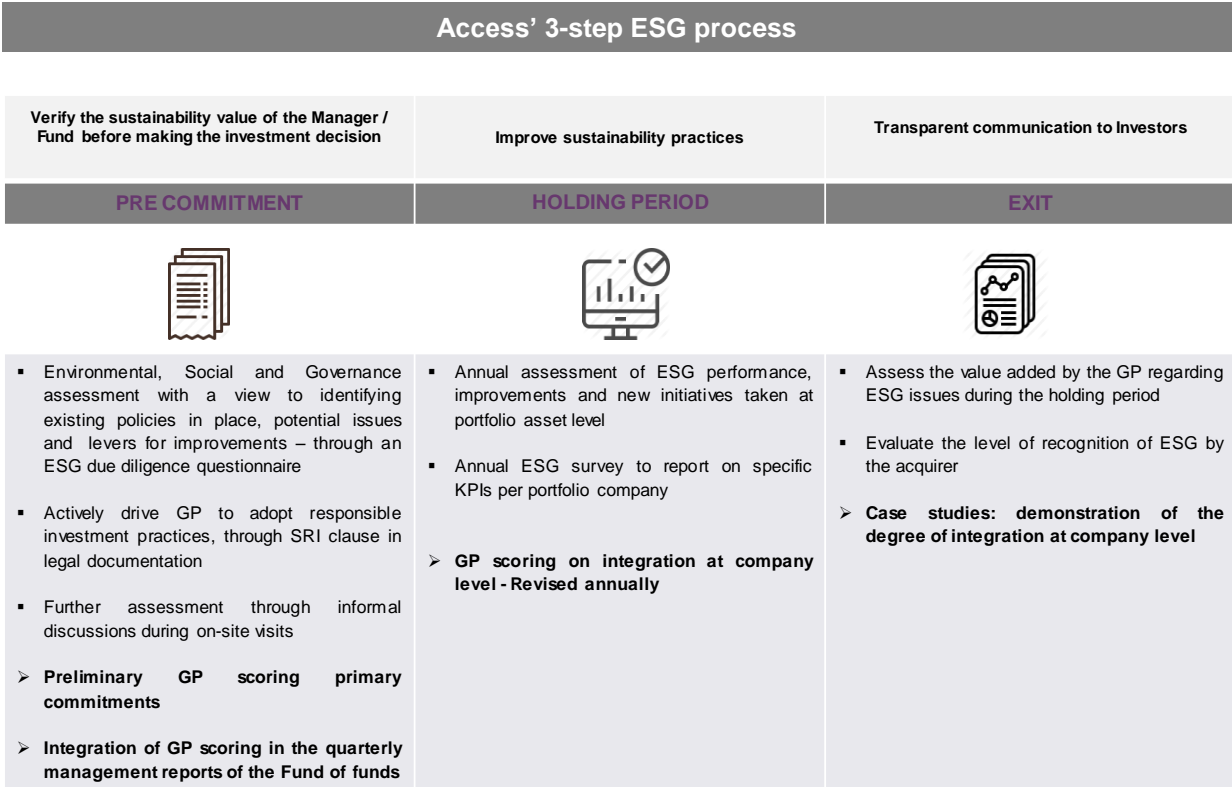 Access’ 3-step ESG process
Verify the sustainability value of the Manager /
Fund before making the investment decision
Improve sustainability practices
Transparent communication to Investors
PRE COMMITMENT
HOLDING PERIOD
EXIT
▪ Environmental, Social and Governance
assessment with a view to identifying
existing policies in place, potential issues
and levers for improvements – through an
ESG due diligence questionnaire
▪ Actively drive GP to adopt responsible
investment practices, through SRI clause in
legal documentation
▪ Further assessment through informal
discussions during on-site visits
➢ Preliminary GP scoring primary
commitments
➢ Integration of GP scoring in the quarterly
management reports of the Fund of funds
▪ Annual assessment of ESG performance,
improvements and new initiatives taken at
portfolio asset level
▪ Annual ESG survey to report on specific
KPIs per portfolio company
➢ GP scoring on integration at company
level - Revised annually
▪ Assess the value added by the GP regarding
ESG issues during the holding period
▪ Evaluate the level of recognition of ESG by
the acquirer
➢ Case studies: demonstration of the
degree of integration at company level